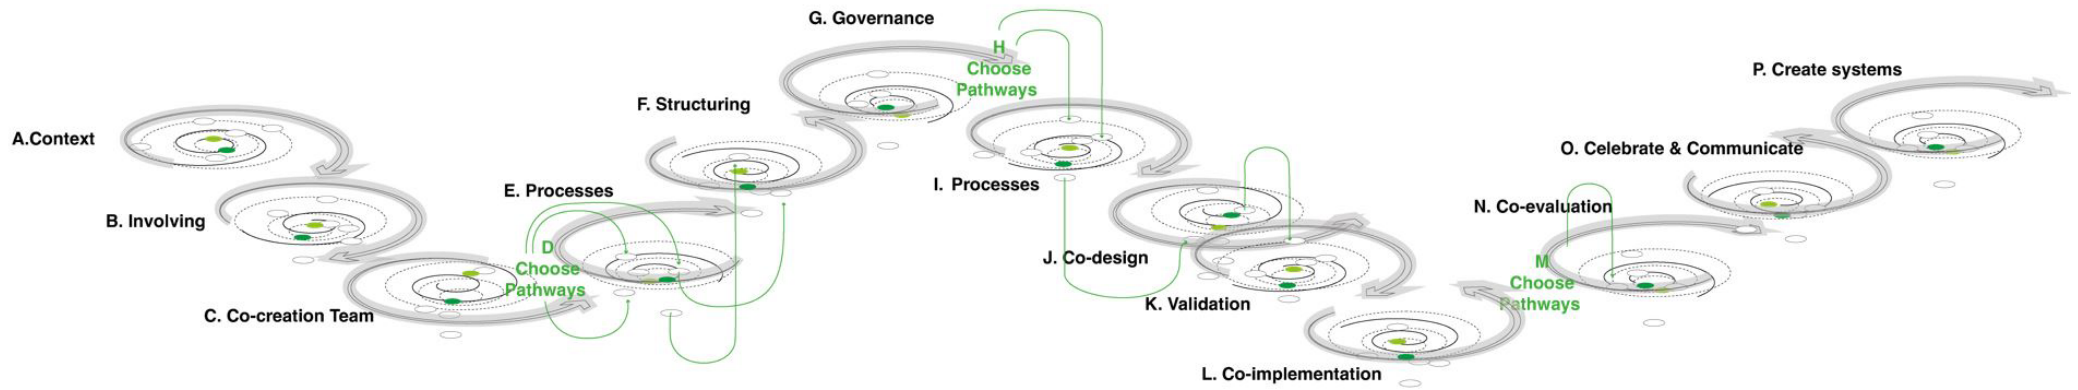 A.Context
B. Involving
C. Co-creation Team
D
Choose
Pathways
E. Processes
F. Structuring
G. Governance
H
Choose
Pathways
I. Processes
J. Co-design
K. Validation
L. Co-implementation
M
Choose
Pathways
N. Co-evaluation
O. Celebrate & Communicate
P. Create systems